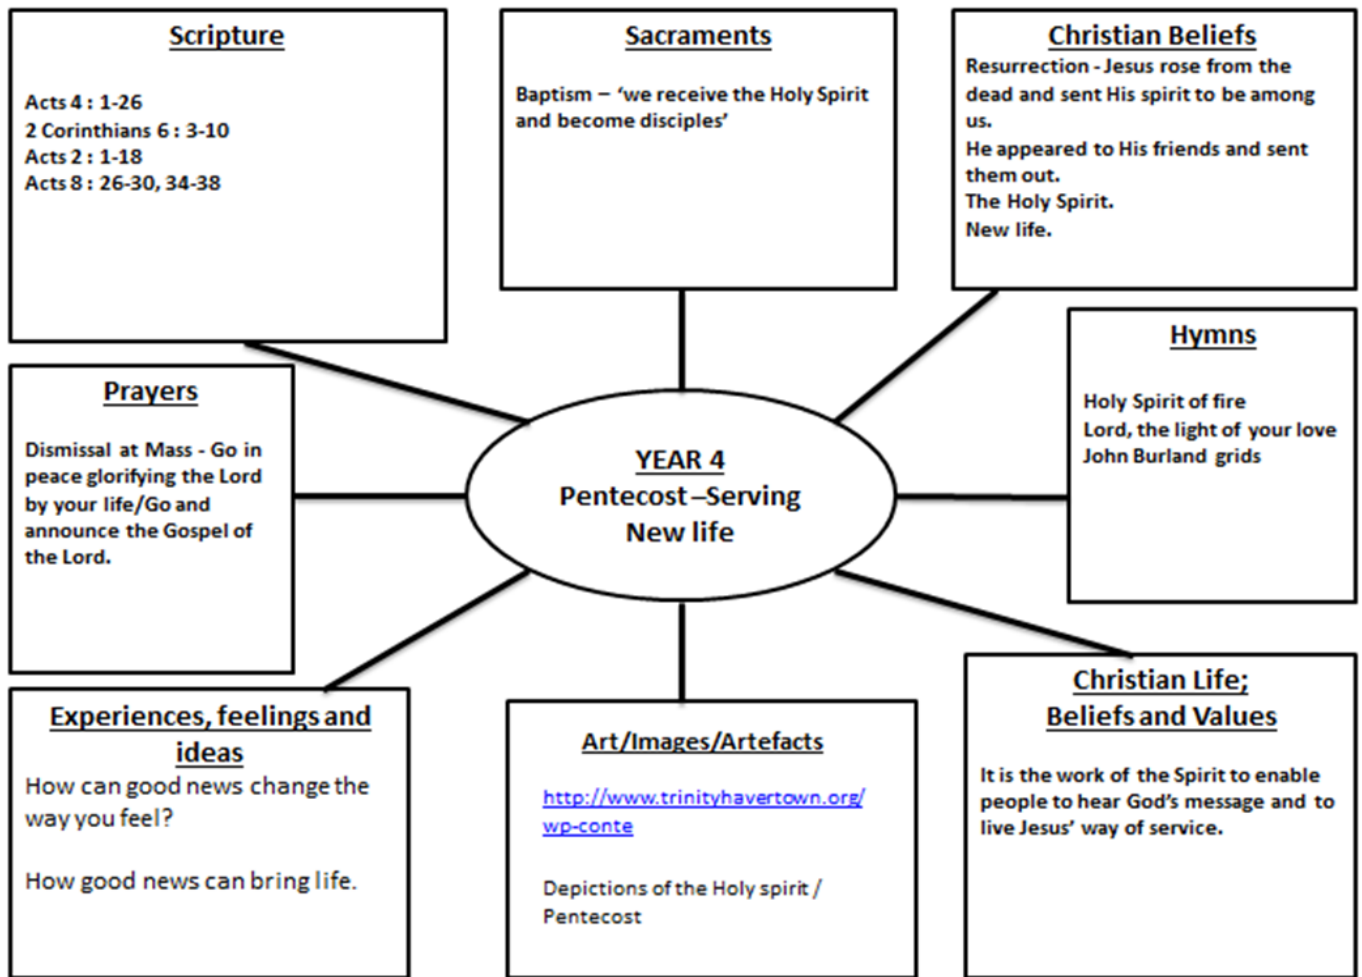 Scripture
Acts 4 : 1-26
2 Corinthians 6 : 3-10
Acts 2 : 1-18
Acts 8 : 26-30, 34-38
Sacraments
Baptism – ‘we receive the Holy Spirit
and become disciples’
Christian Beliefs
Resurrection - Jesus rose from the
dead and sent His spirit to be among
us.
He appeared to His friends and sent
them out.
The Holy Spirit.
New life.
Prayers
Dismissal at Mass - Go in
peace glorifying the Lord
by your life/Go and
announce the Gospel of
the Lord.
YEAR 4
Pentecost –Serving
New life
Hymns
Holy Spirit of fire
Lord, the light of your love
John Burland grids
Experiences, feelings and
ideas
How can good news change the
way you feel?
How good news can bring life.
Art/Images/Artefacts
http://www.trinityhavertown.org/
wp-conte
Depictions of the Holy spirit /
Pentecost
Christian Life;
Beliefs and Values
It is the work of the Spirit to enable
people to hear God’s message and to
live Jesus’ way of service.